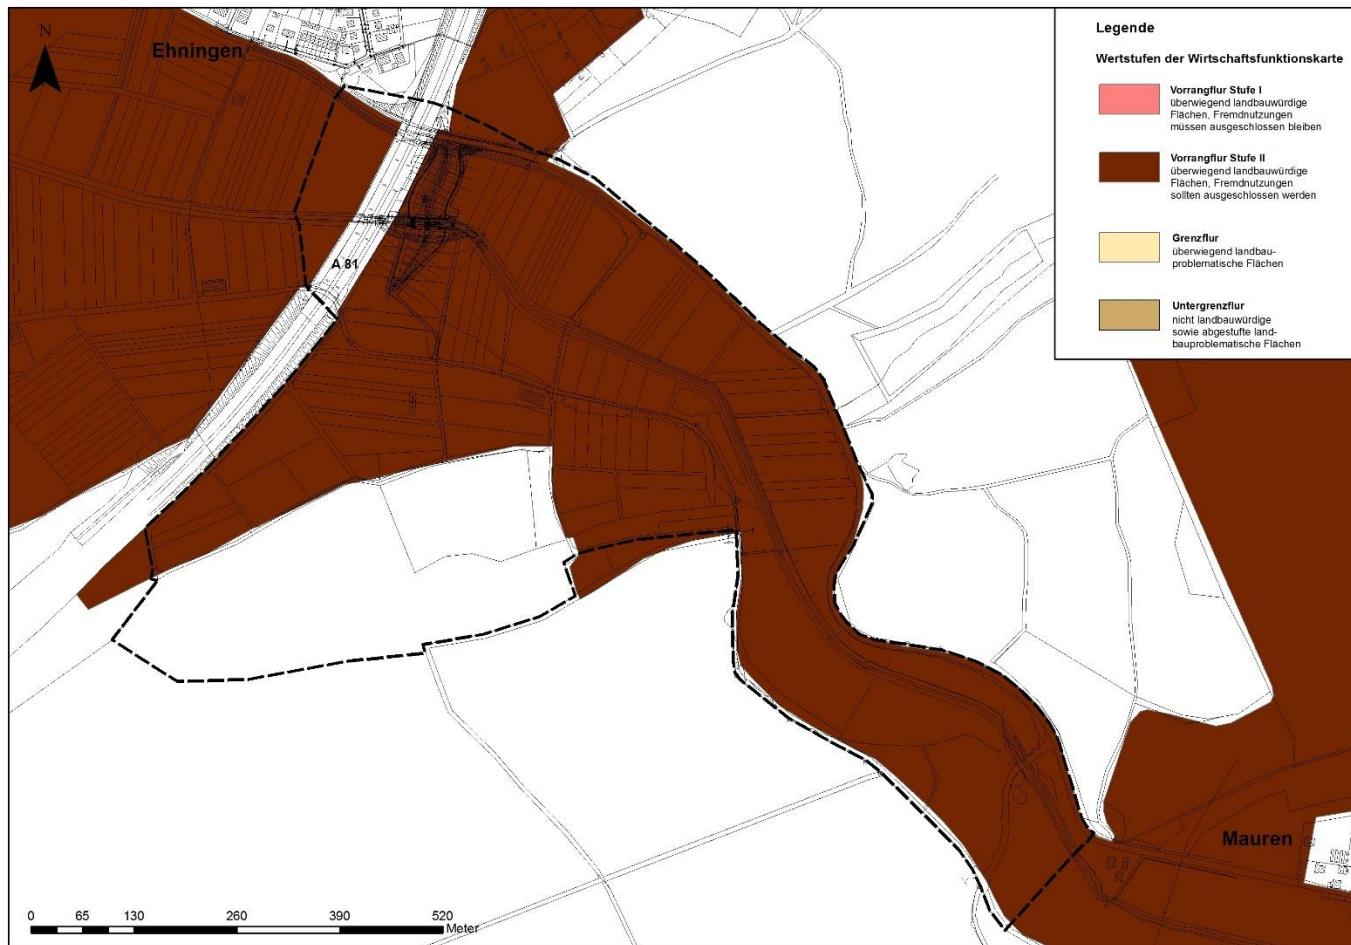 N
Ehningen
A 81
Mauren
Legende
Wertstufen der Wirtschaftsfunktionskarte
Vorrangflur Stufe I
überwiegend landbauwürdige
Flächen, Fremdnutzungen
müssen ausgeschlossen bleiben
Vorrangflur Stufe II
überwiegend landbauwürdige
Flächen, Fremdnutzungen
sollten ausgeschlossen werden
Grenzflur
überwiegend landbau-
problematische Flächen
Untergrenzflur
nicht landbauwürdige
sowie abgestufte land-
bauproblematische Flächen
0 65 130 260 390 520
Meter